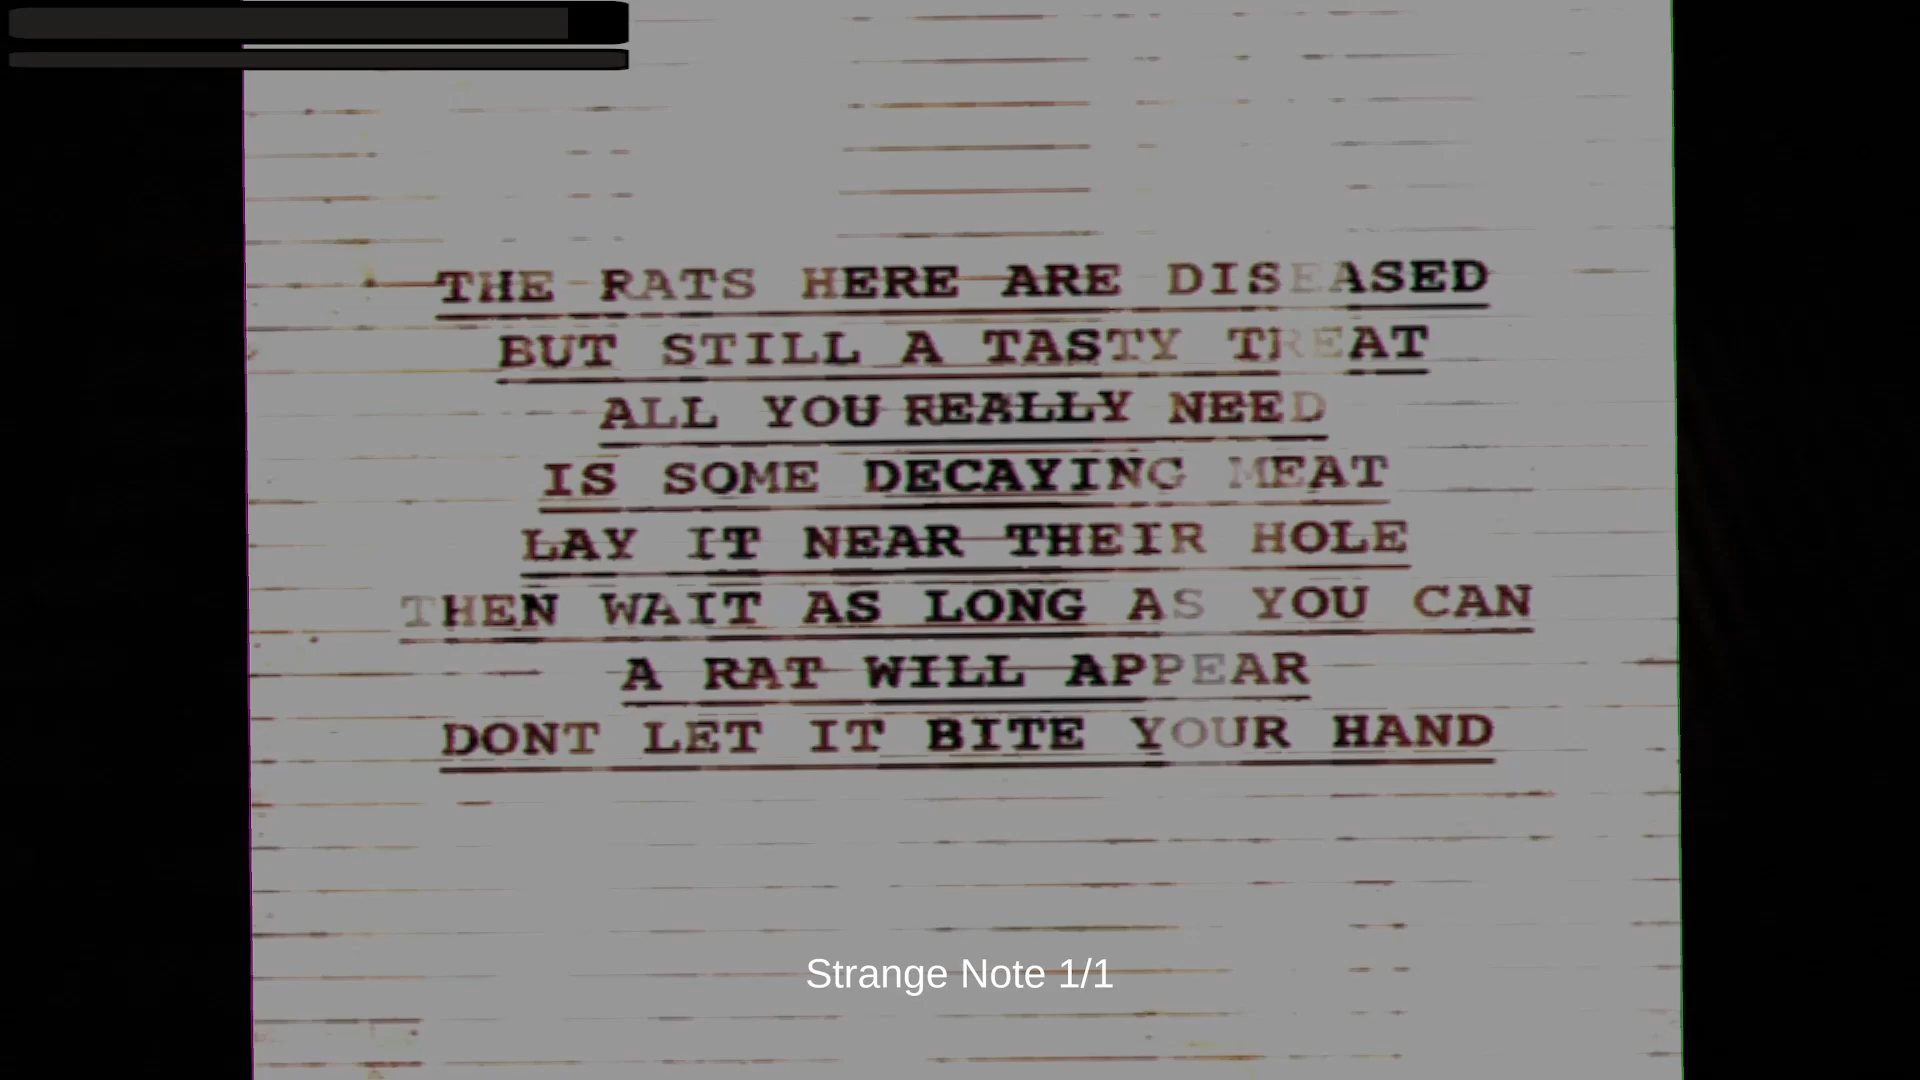 THE RATS HERE ARE DISEASED
BUT STILL A TASTY TREAT
ALL YOU REALLY NEED
IS SOME DECAYING MEAT
LAY IT NEAR THEIR HOLE
THEN WAIT AS LONG AS YOU CAN
A RAT WILL APPEAR
DONT LET IT BITE YOUR HAND
Strange Note 1/1